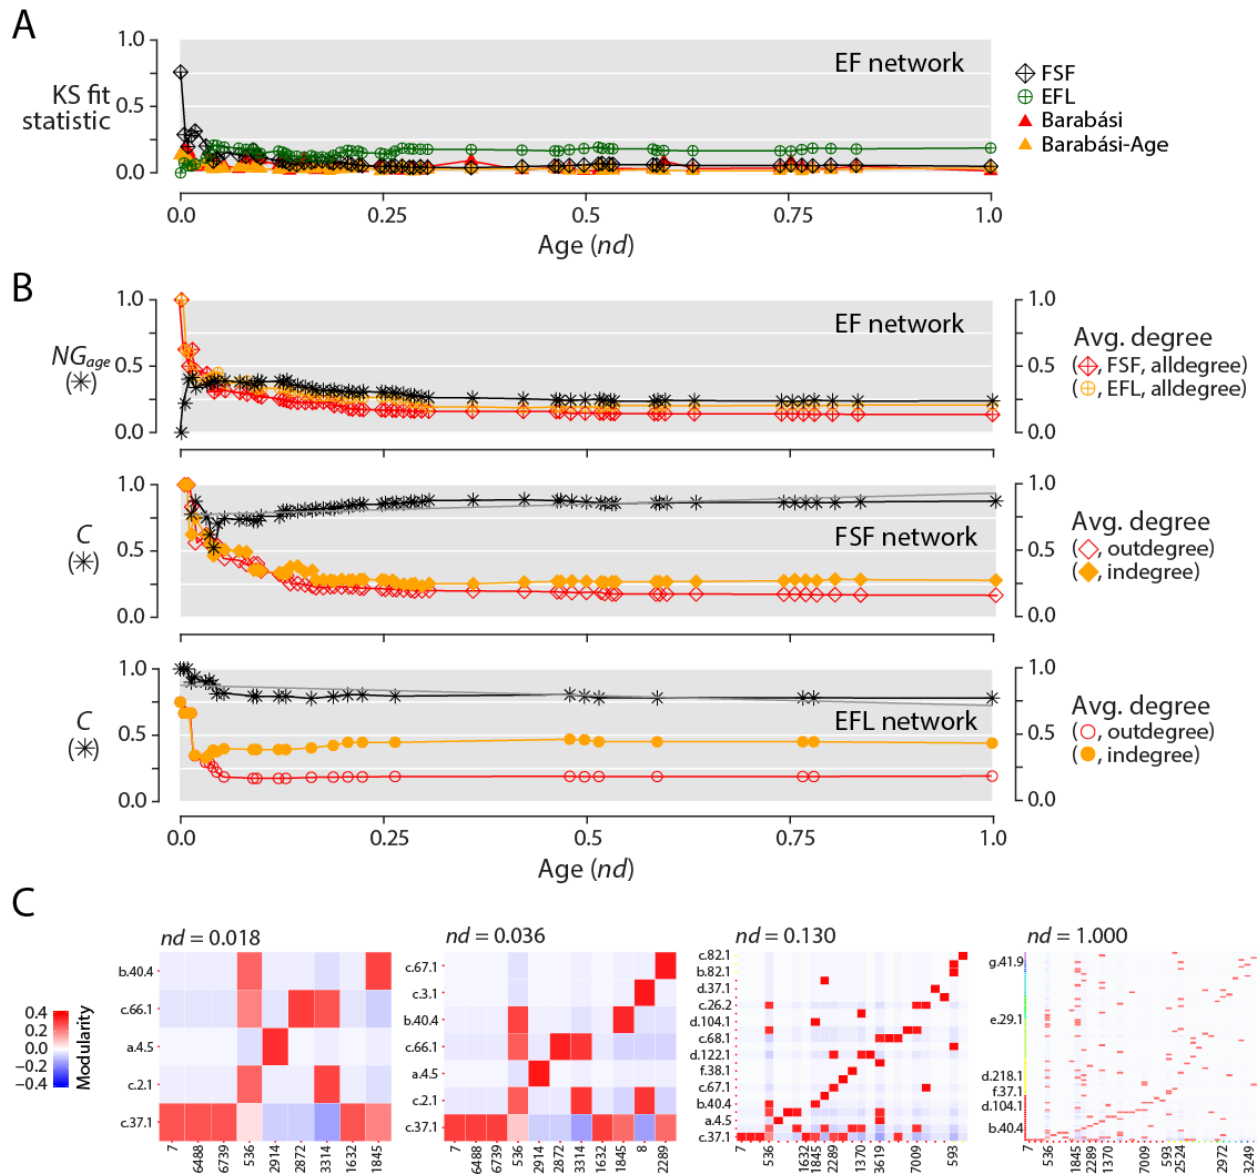 A
1.0
0.5
0.0
KS fit
statistic
EF network
FSF
EFL
Barabási
Barabási-Age
0.0 0.25 0.5 0.75 1.0
Age (nd)
B
1.0
0.5
0.0
NGage
(✳)
EF network
1.0
0.5
0.0
Avg. degree
(◇, FSF, alldegree)
(○, EFL, alldegree)
1.0
0.5
0.0
C
(✳)
FSF network
1.0
0.5
0.0
Avg. degree
(◇, outdegree)
(◆, indegree)
1.0
0.5
0.0
C
(✳)
EFL network
1.0
0.5
0.0
Avg. degree
(○, outdegree)
(●, indegree)
0.0 0.25 0.5 0.75 1.0
Age (nd)
C
0.4
0.2
0.0
−0.2
−0.4
Modularity
nd = 0.018
b.40.4
c.66.1
a.4.5
c.2.1
c.37.1
7 6488 6739 536 2914 2872 3314 1632 1845
nd = 0.036
c.67.1
c.3.1
b.40.4
c.66.1
a.4.5
c.2.1
c.37.1
7 6488 6739 536 2914 2872 3314 1632 1845 8 2289
nd = 0.130
c.82.1
b.82.1
d.37.1
c.26.2
d.104.1
c.68.1
d.122.1
f.38.1
c.67.1
b.40.4
a.4.5
c.37.1
7 536 1632 1845 2289 1370 3619 7009 593
nd = 1.000
g.41.9
e.29.1
d.218.1
f.37.1
d.104.1
b.40.4
7 536 1845 2289 1370 7009 593 5524 2972 3249